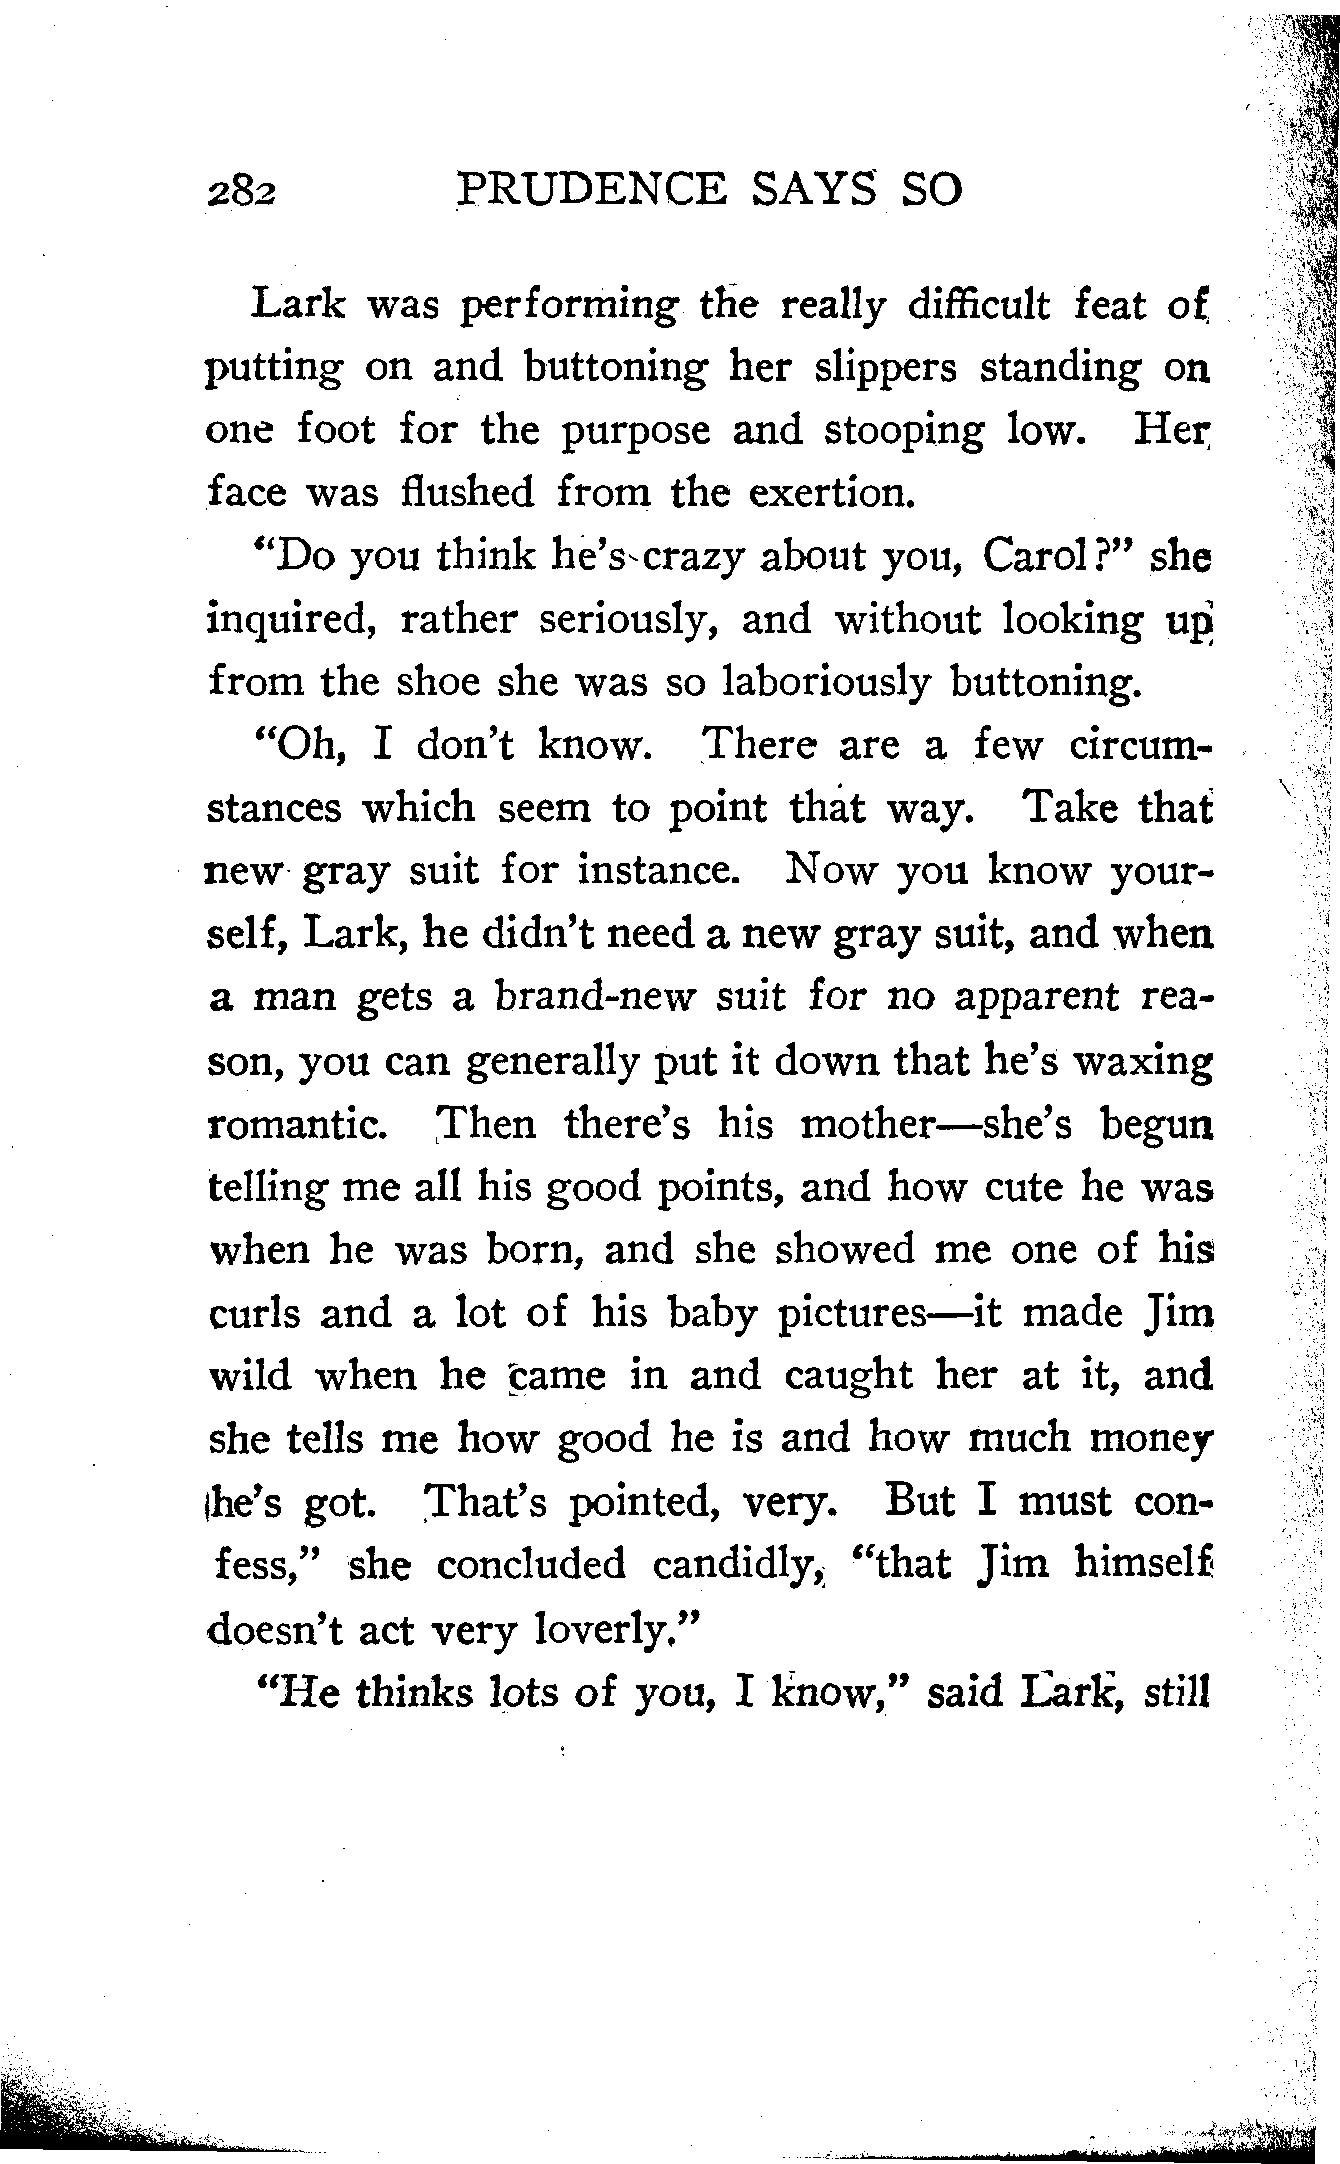 282 PRUDENCE SAYS SO
Lark was performing the really difficult feat of
putting on and buttoning her slippers standing on
one foot for the purpose and stooping low. Her
face was flushed from the exertion.
“Do you think he’s crazy about you, Carol?” she
inquired, rather seriously, and without looking up
from the shoe she was so laboriously buttoning.
“Oh, I don’t know. There are a few circum-
stances which seem to point that way. Take that
new gray suit for instance. Now you know your-
self, Lark, he didn’t need a new gray suit, and when
a man gets a brand-new suit for no apparent rea-
son, you can generally put it down that he’s waxing
romantic. Then there’s his mother—she’s begun
telling me all his good points, and how cute he was
when he was born, and she showed me one of his
curls and a lot of his baby pictures—it made Jim
wild when he came in and caught her at it, and
she tells me how good he is and how much money
he’s got. That’s pointed, very. But I must con-
fess,” she concluded candidly, “that Jim himself
doesn’t act very loverly.”
“He thinks lots of you, I know,” said Lark, still